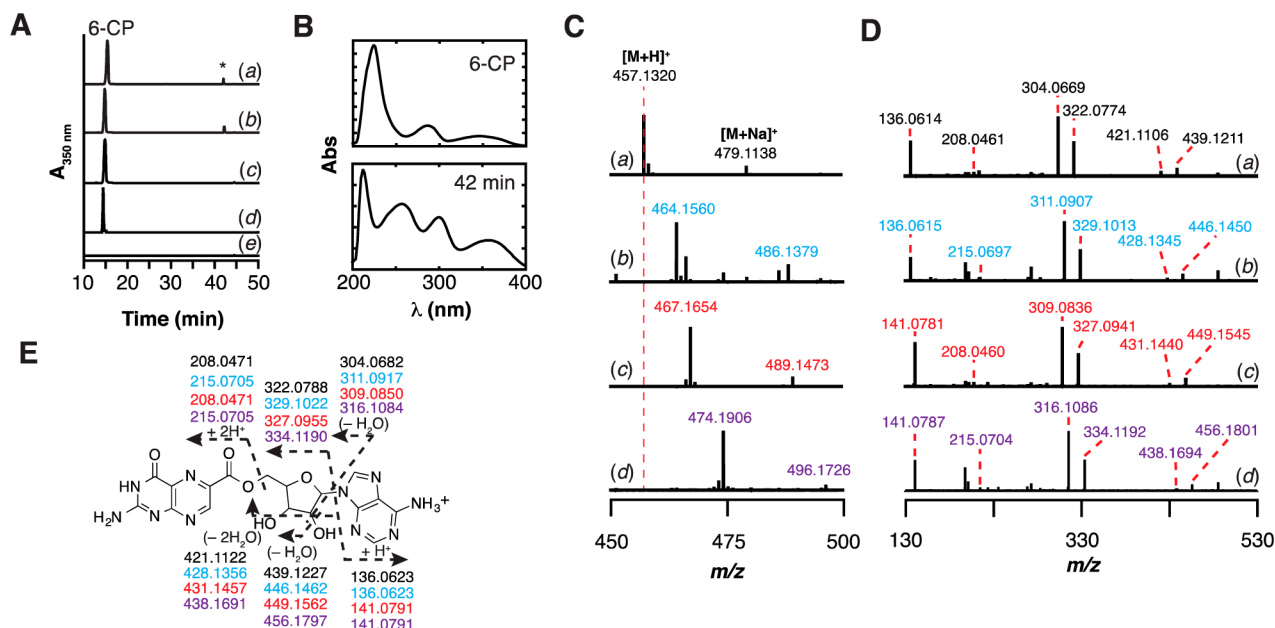 A
6-CP
*
(a)
(b)
(c)
(d)
(e)
A350 nm
10 20 30 40 50
Time (min)
B
6-CP
42 min
Abs
200 300 400
λ (nm)
C
[M+H]+
457.1320
[M+Na]+
479.1138
(a)
464.1560
486.1379
(b)
467.1654
489.1473
(c)
474.1906
496.1726
(d)
450 475 500
m/z
D
304.0669
136.0614
322.0774
208.0461
421.1106
439.1211
(a)
311.0907
136.0615
329.1013
446.1450
215.0697
428.1345
(b)
309.0836
141.0781
327.0941
449.1545
208.0460
431.1440
(c)
316.1086
141.0787
334.1192
456.1801
215.0704
438.1694
(d)
130 330 530
m/z
E
208.0471
215.0705
208.0471
215.0705
+ 2H+
322.0788
329.1022
327.0955
334.1190
304.0682
311.0917
309.0850
316.1084
(– H2O)
O
HN
H2N
N
N
N
O
O
O
HO
OH
N
N
N
N
NH3+
(– 2H2O)
421.1122
428.1356
431.1457
438.1691
(– H2O)
439.1227
446.1462
449.1562
456.1797
+ H+
136.0623
136.0623
141.0791
141.0791